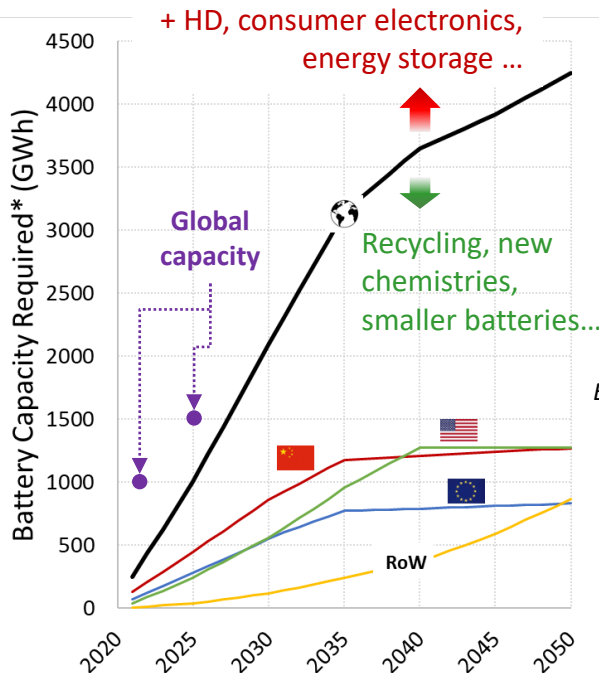 + HD, consumer electronics,
energy storage ...
Battery Capacity Required* (GWh)
4500
4000
3500
3000
2500
2000
1500
1000
500
0
Global
capacity
Recycling, new
chemistries,
smaller batteries...
RoW
2020
2025
2030
2035
2040
2045
2050